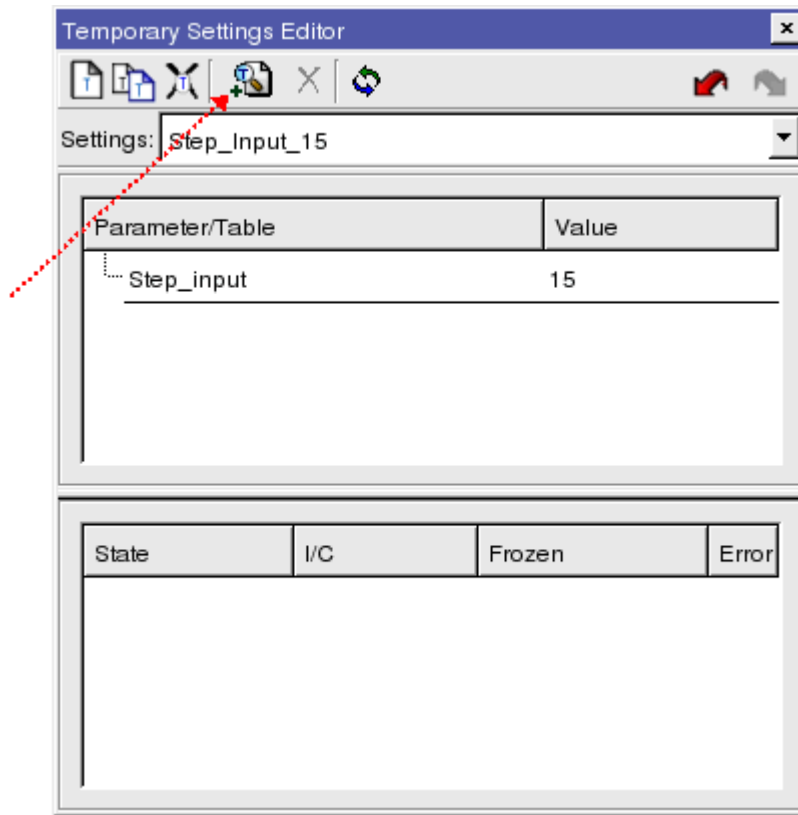 Temporary Settings Editor
Settings: Step_Input_15
Parameter/Table Value
Step_input 15
State I/C Frozen Error